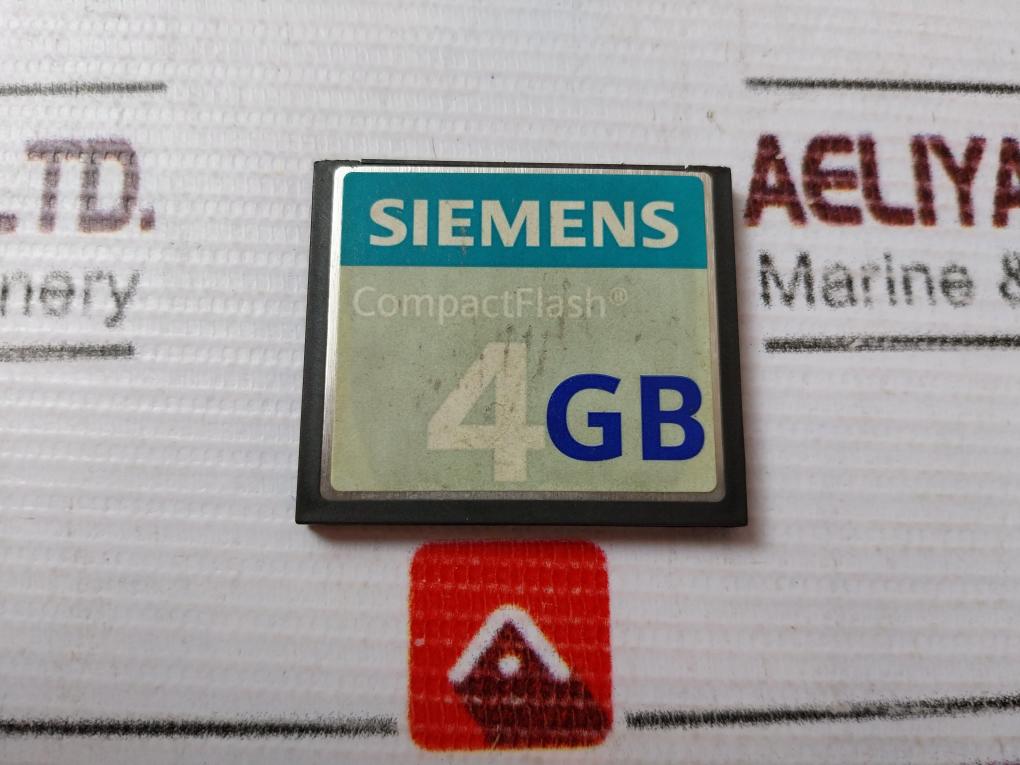 LTD.
nery
AELIYA
Marine &
SIEMENS
CompactFlash®
4GB